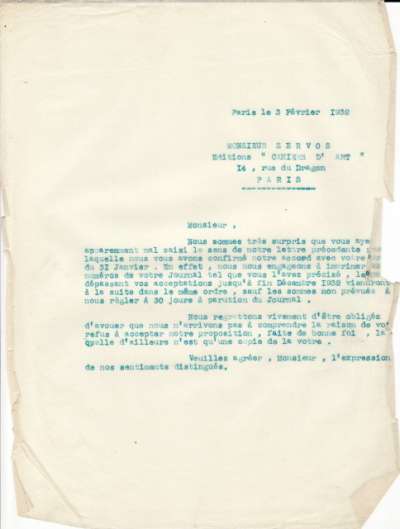 Paris le 3 Février 1932
MONSIEUR ZERVOS
Editions " CAHIERS D' ART "
14 , rue du Dragon
PARIS
Monsieur ,
Nous sommes très surpris que vous aye
apparemment mal saisi le sens de notre lettre précédente
laquelle nous vous avons confirmé notre accord avec votre
du 31 Janvier . En effet , nous nous engageons à imprimer
numéros de votre Journal tel que vous l'avez précisé ,
dépassant vos acceptations jusqu'à fin Décembre 1932 viendront
à la suite dans le même ordre , sauf les sommes non prévues à
nous règler à 30 jours à parution du Journal .
Nous regrettons vivement d'être obligés
d'avouer que nous n'arrivons pas à comprendre la raison de vo
refus à accepter notre proposition , faite de bonne foi , la
quelle d'ailleurs n'est qu'une copie de la votre .
Veuillez agréer , Monsieur , l'expression
de nos sentiments distingués.